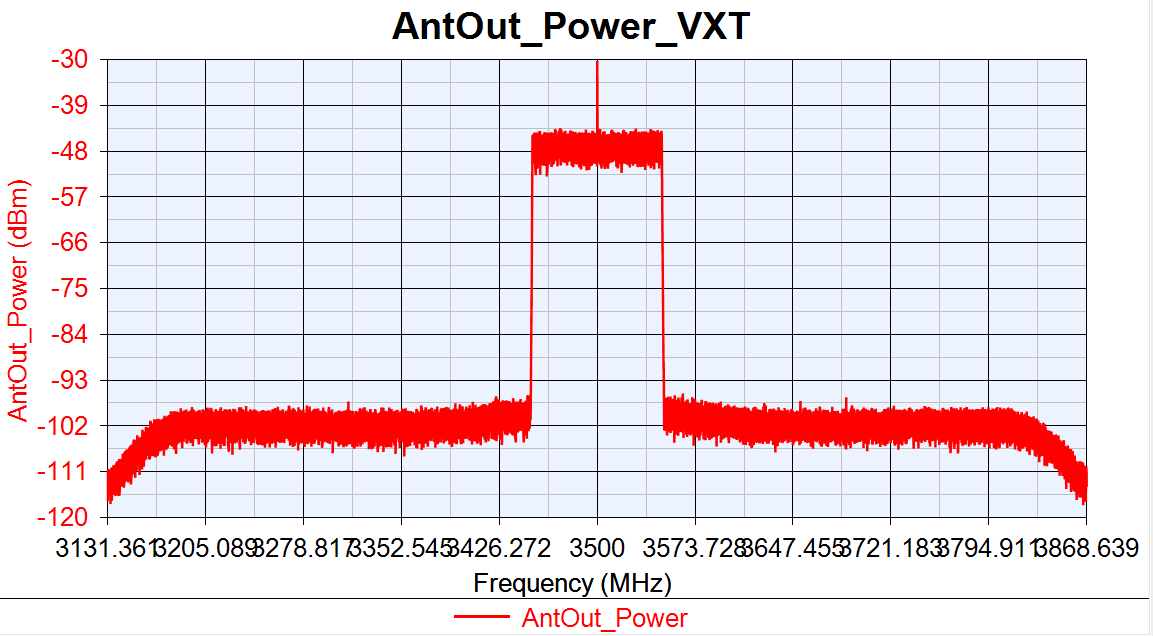 AntOut_Power_VXT
AntOut_Power (dBm)
-30
-39
-48
-57
-66
-75
-84
-93
-102
-111
-120
3131.361 3205.089 3278.817 3352.545 3426.272 3500 3573.728 3647.455 3721.183 3794.911 3868.639
Frequency (MHz)
AntOut_Power